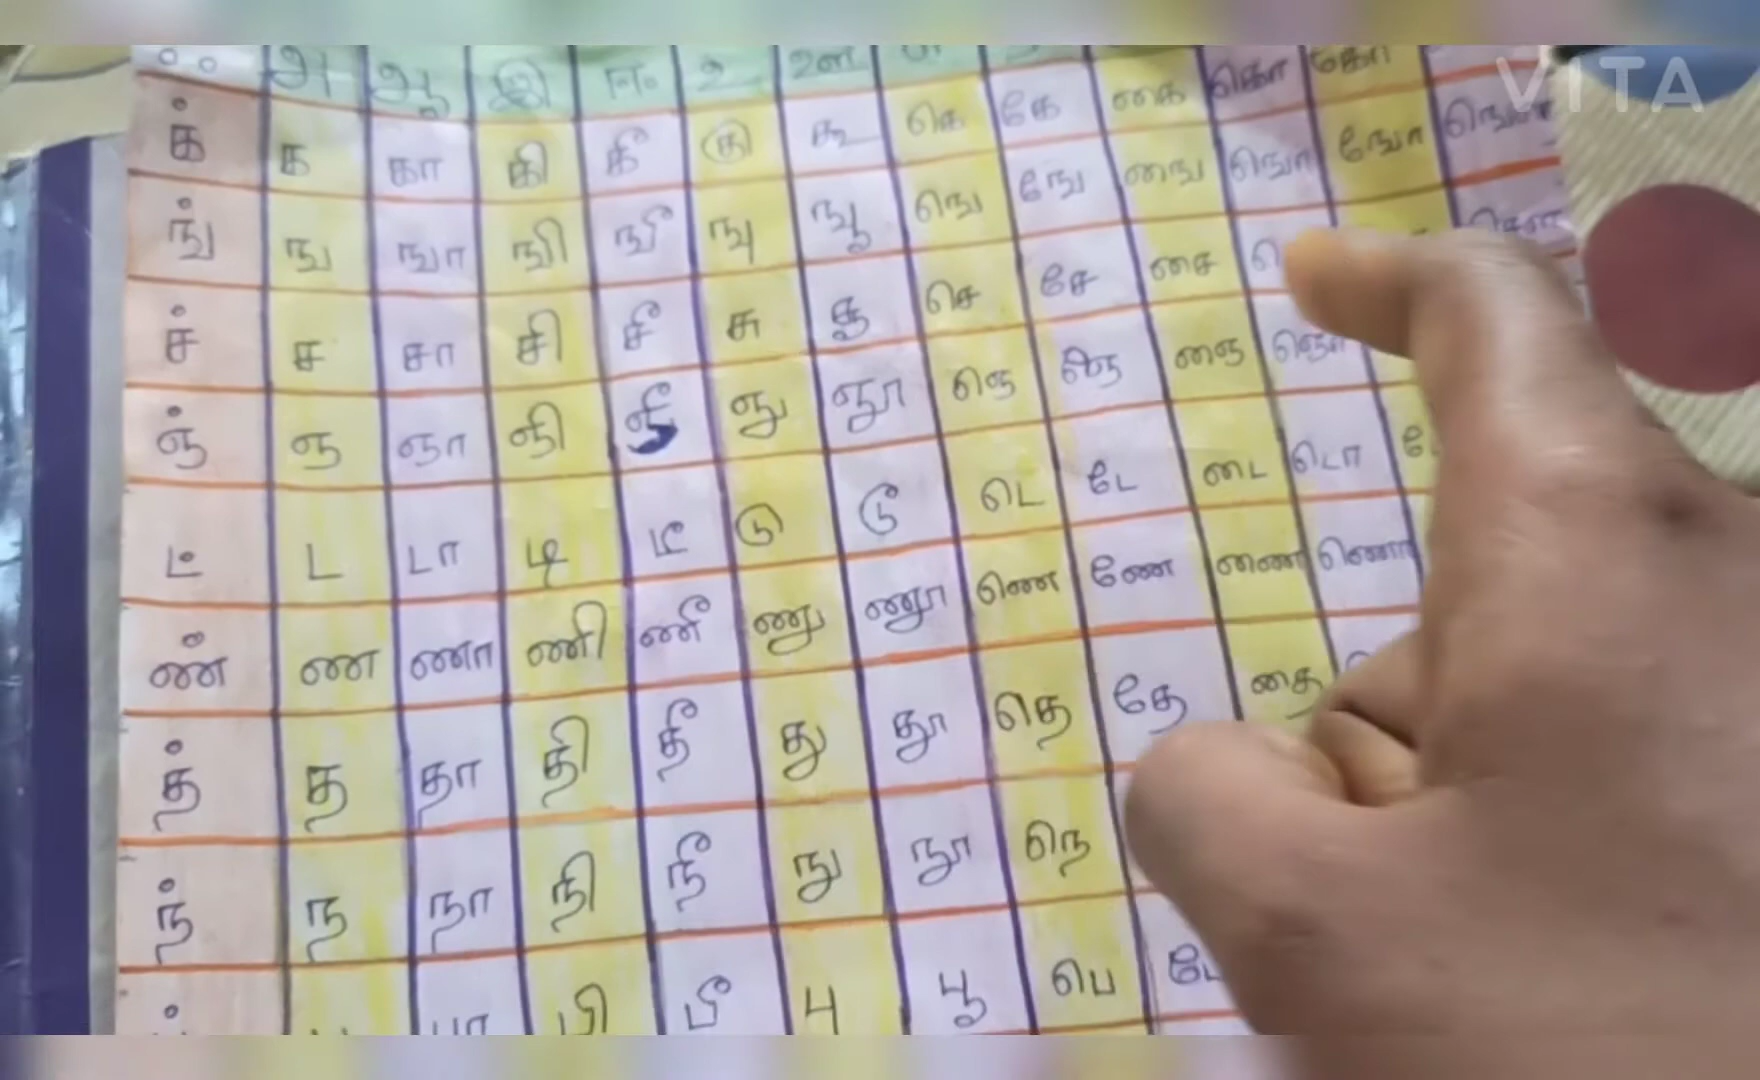 VITA
அ ஆ இ ஈ உ ஊ
க் க கா கி கீ கு கூ கெ கே கை கொ கோ
ங் ங ஙா ஙி ஙீ ஙு ஙூ ஙெ ஙே ஙை ஙொ ஙோ ஙௌ
ச் ச சா சி சீ சு சூ செ சே சை
ஞ் ஞ ஞா ஞி ஞீ ஞு ஞூ ஞெ ஞே ஞை ஞொ
ட் ட டா டி டீ டு டூ டெ டே டை டொ
ண் ண ணா ணி ணீ ணு ணூ ணெ ணே ணை ணொ
த் த தா தி தீ து தூ தெ தே தை
ந் ந நா நி நீ நு நூ நெ
பி பீ பு பூ பெ பே